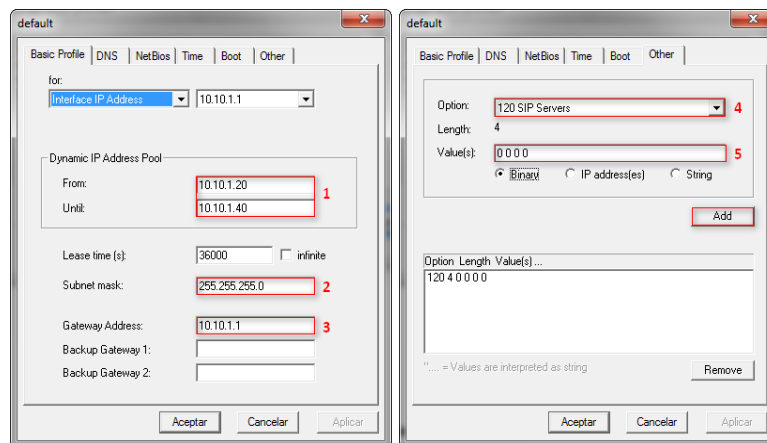 default
Basic Profile DNS NetBios Time Boot Other
for:
Interface IP Address 10.10.1.1
Dynamic IP Address Pool
From: 10.10.1.20
1
Until: 10.10.1.40
Lease time (s): 36000 infinite
Subnet mask: 255.255.255.0 2
Gateway Address: 10.10.1.1 3
Backup Gateway 1:
Backup Gateway 2:
Aceptar Cancelar Aplicar
default
Basic Profile DNS NetBios Time Boot Other
Option: 120 SIP Servers 4
Length: 4
Value(s): 0 0 0 0 5
Binary IP address(es) String
Add
Option Length Value(s) ...
120 4 0 0 0 0
".... = Values are interpreted as string
Remove
Aceptar Cancelar Aplicar